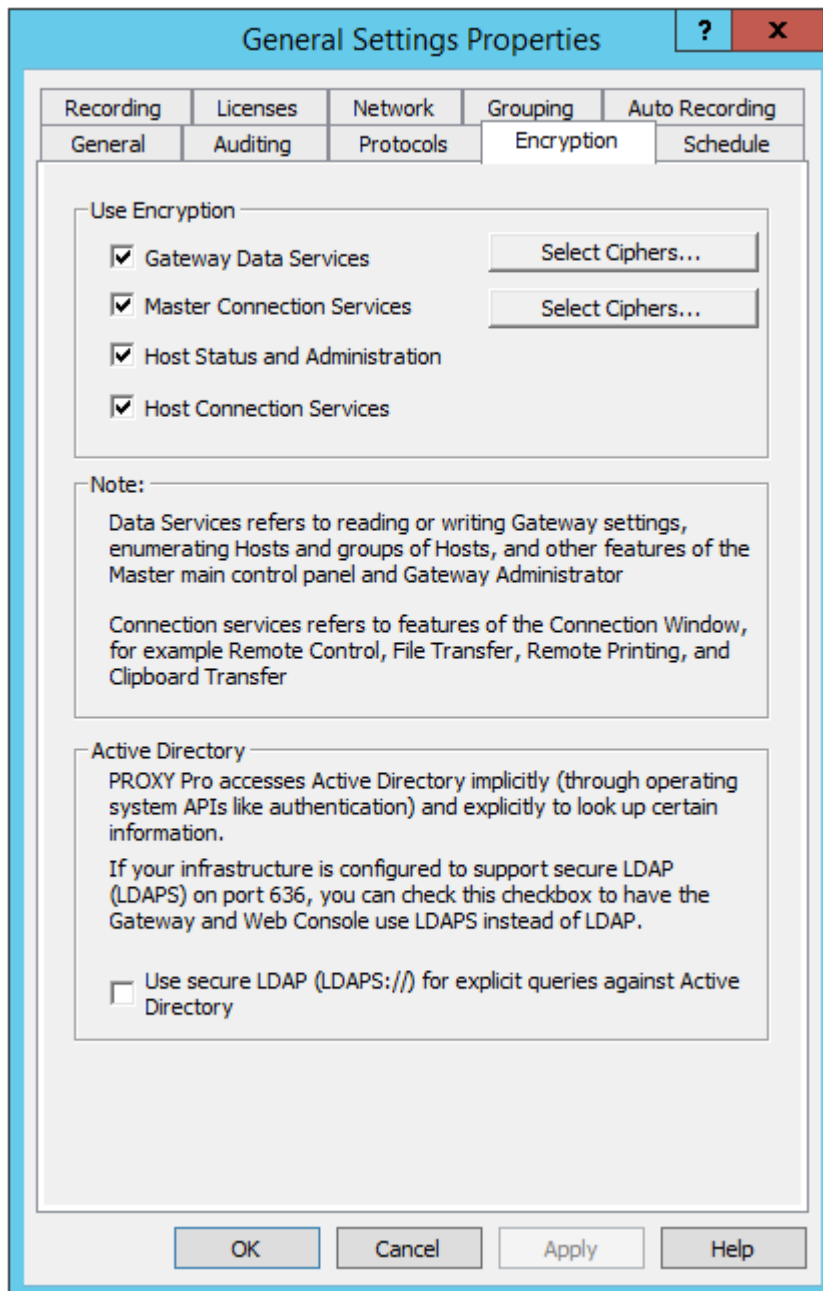 General Settings Properties
?
x
Recording
Licenses
Network
Grouping
Auto Recording
General
Auditing
Protocols
Encryption
Schedule
Use Encryption
Gateway Data Services
Select Ciphers...
Master Connection Services
Select Ciphers...
Host Status and Administration
Host Connection Services
Note:
Data Services refers to reading or writing Gateway settings,
enumerating Hosts and groups of Hosts, and other features of the
Master main control panel and Gateway Administrator
Connection services refers to features of the Connection Window,
for example Remote Control, File Transfer, Remote Printing, and
Clipboard Transfer
Active Directory
PROXY Pro accesses Active Directory implicitly (through operating
system APIs like authentication) and explicitly to look up certain
information.
If your infrastructure is configured to support secure LDAP
(LDAPS) on port 636, you can check this checkbox to have the
Gateway and Web Console use LDAPS instead of LDAP.
Use secure LDAP (LDAPS://) for explicit queries against Active
Directory
OK
Cancel
Apply
Help